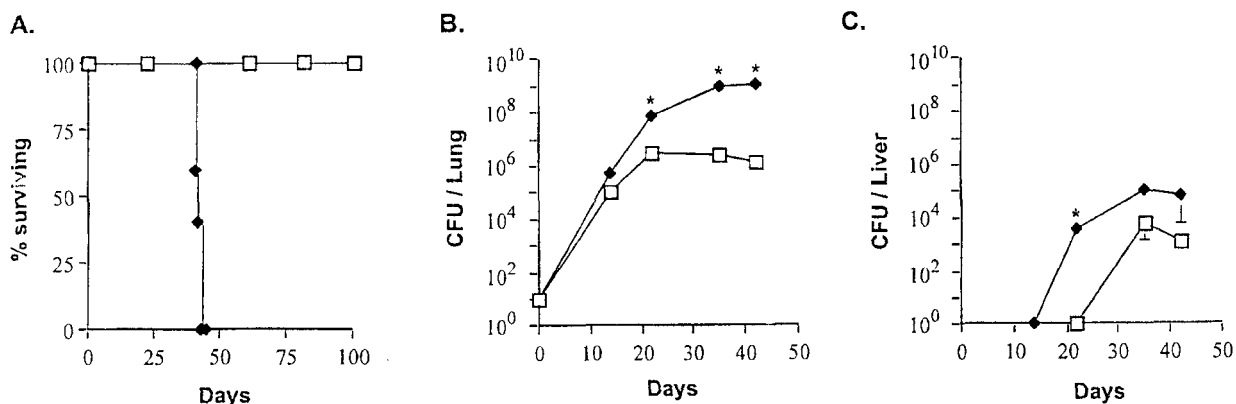 A.
100
75
50
25
0
% surviving
0 25 50 75 100
Days
B.
10^10
10^8
10^6
10^4
10^2
10^0
CFU / Lung
* * *
0 10 20 30 40 50
Days
C.
10^10
10^8
10^6
10^4
10^2
10^0
CFU / Liver
*
0 10 20 30 40 50
Days